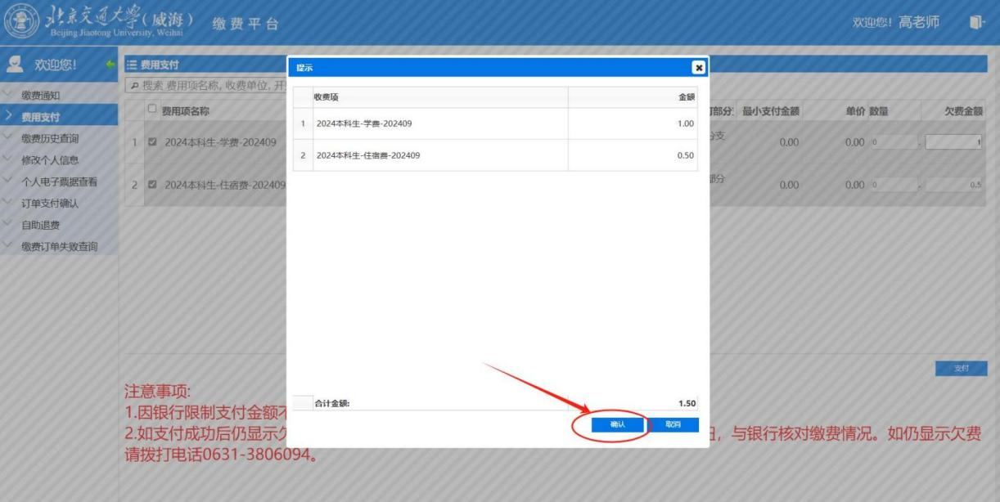 北京交通大学(威海) 缴费平台
Beijing Jiaotong University, Weihai
欢迎您! 高老师
欢迎您!
缴费通知
费用支付
缴费历史查询
修改个人信息
个人电子票据查看
订单支付确认
自助退费
缴费订单失败查询
费用支付
搜索 费用项名称, 收费单位, 开
费用项名称 部分 最小支付金额 单价 数量 欠费金额
1 2024本科生-学费-202409 分支 0.00 0.00 0 1
2 2024本科生-住宿费-202409 部分 0.00 0.00 0 0.5
提示
收费项 金额
1 2024本科生-学费-202409 1.00
2 2024本科生-住宿费-202409 0.50
合计金额: 1.50
确认 取消
支付
注意事项:
1.因银行限制支付金额不
2.如支付成功后仍显示欠 ,与银行核对缴费情况。如仍显示欠费
请拨打电话0631-3806094。